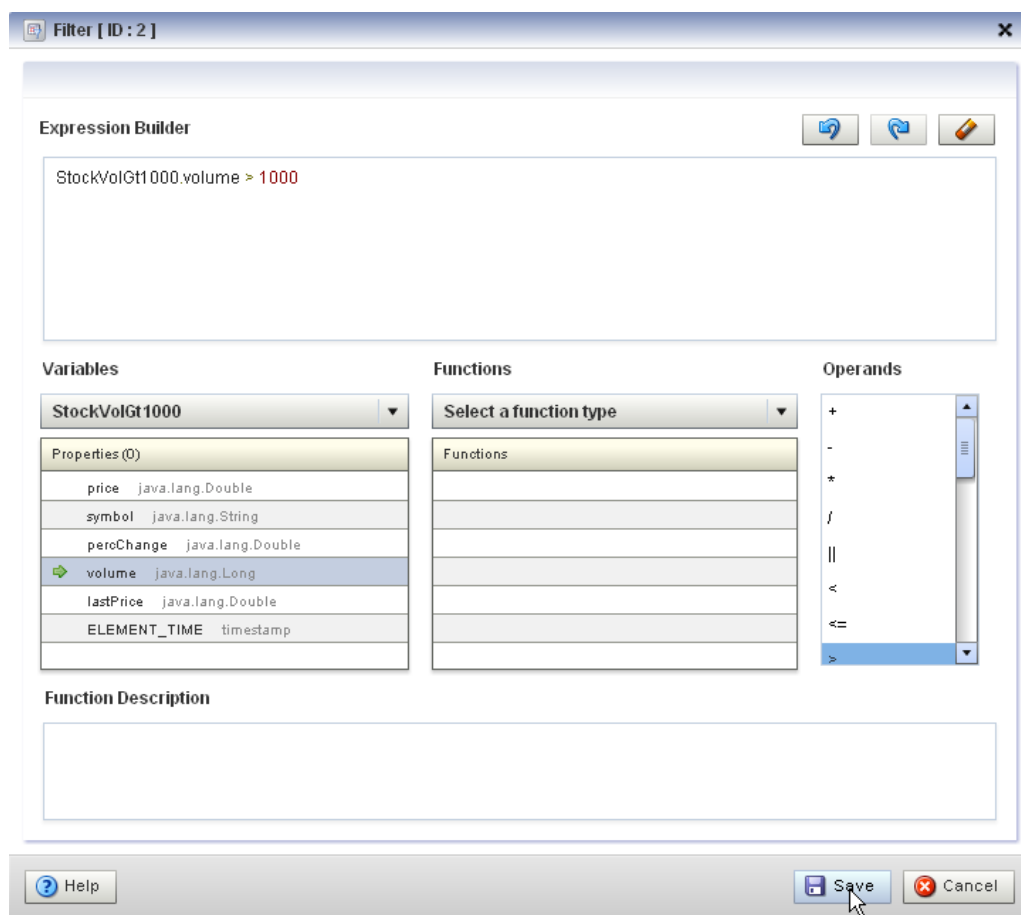 Filter [ ID : 2 ]
Expression Builder
StockVolGt1000.volume > 1000
Variables Functions Operands
StockVolGt1000 Select a function type
Properties (0) Functions
price java.lang.Double
symbol java.lang.String
percChange java.lang.Double
volume java.lang.Long
lastPrice java.lang.Double
ELEMENT_TIME timestamp
+
-
*
/
||
<
<=
>
Function Description
Help Save Cancel